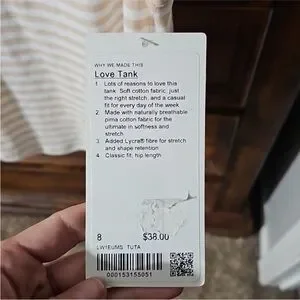 WHY WE MADE THIS
Love Tank
1. Lots of reasons to love this
tank. Soft cotton fabric, just
the right stretch, and a casual
fit for every day of the week
2. Made with naturally breathable
pima cotton fabric for the
ultimate in softness and
stretch
3. Added Lycra® fibre for stretch
and shape retention
4. Classic fit, hip length
8 $38.00
LW1EUMS TUTA
000153155051